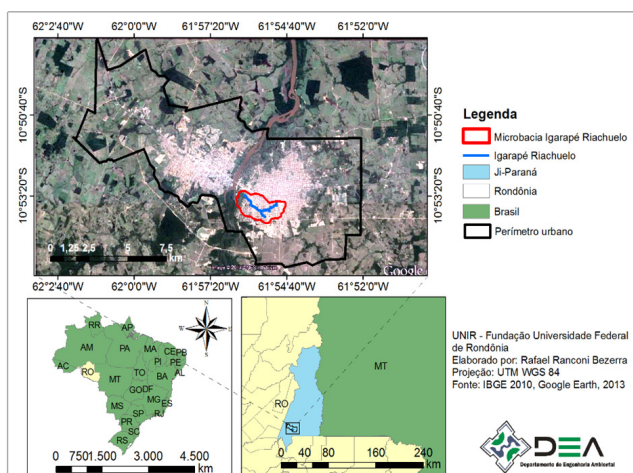 62°2'40"W 62°0'0"W 61°57'20"W 61°54'40"W 61°52'0"W
10°50'40"S
10°53'20"S
10°50'40"S
10°53'20"S
0 1,25 2,5 5 7,5
km
Google
62°2'40"W 62°0'0"W 61°57'20"W 61°54'40"W 61°52'0"W
Legenda
Microbacia Igarapé Riachuelo
Igarapé Riachuelo
Ji-Paraná
Rondônia
Brasil
Perímetro urbano
RR AP
AM PA MA CE
PB
PI PE
AC RO TO AL
MT BA
GO DF
MG
MS ES
SP RJ
PR
SC
RS
N
W E
S
0 750 1.500 3.000 4.500
km
MT
RO
0 40 80 160 240
km
UNIR - Fundação Universidade Federal
de Rondônia
Elaborado por: Rafael Ranconi Bezerra
Projeção: UTM WGS 84
Fonte: IBGE 2010, Google Earth, 2013
DEA
Departamento de Engenharia Ambiental